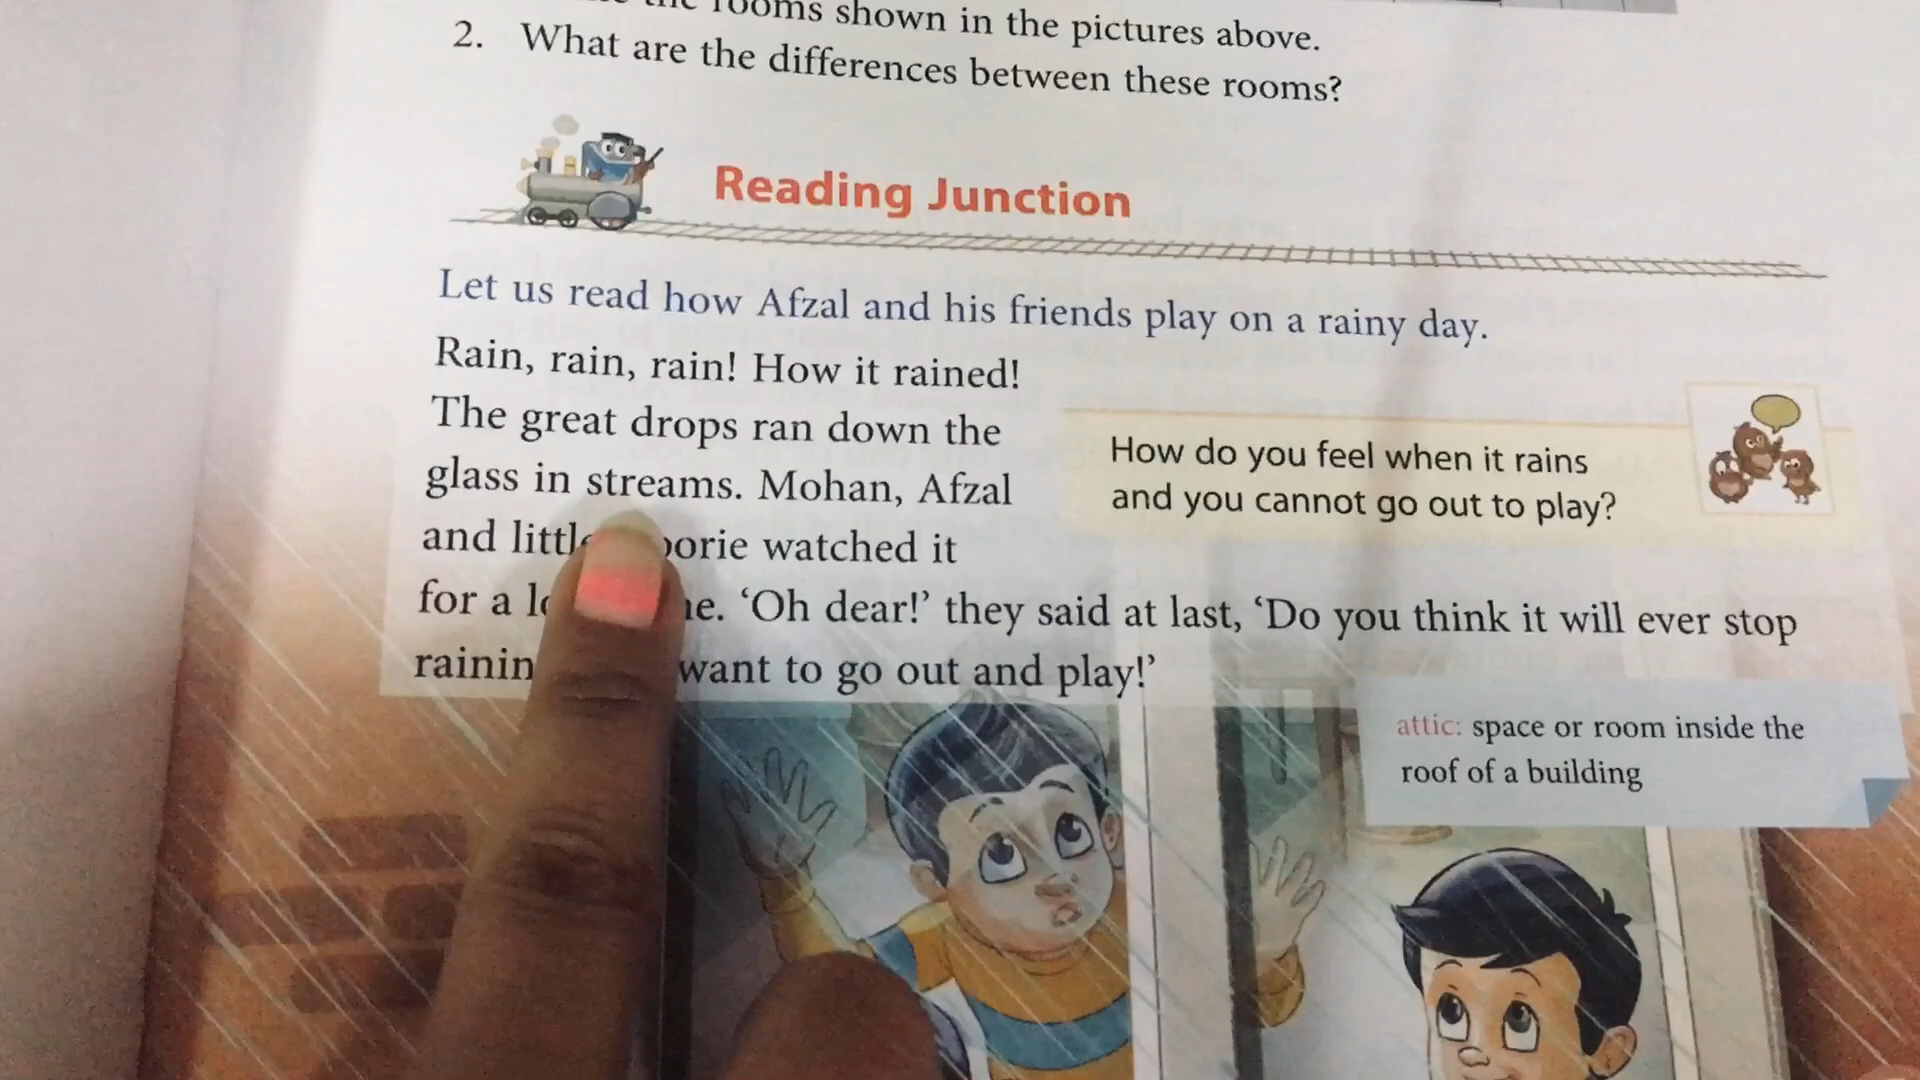 rooms shown in the pictures above.
2. What are the differences between these rooms?
Reading Junction
Let us read how Afzal and his friends play on a rainy day.
Rain, rain, rain! How it rained!
The great drops ran down the
glass in streams. Mohan, Afzal
and little watched it
for a 'Oh dear!' they said at last, 'Do you think it will ever stop
want to go out and play!'
How do you feel when it rains
and you cannot go out to play?
attic: space or room inside the
roof of a building